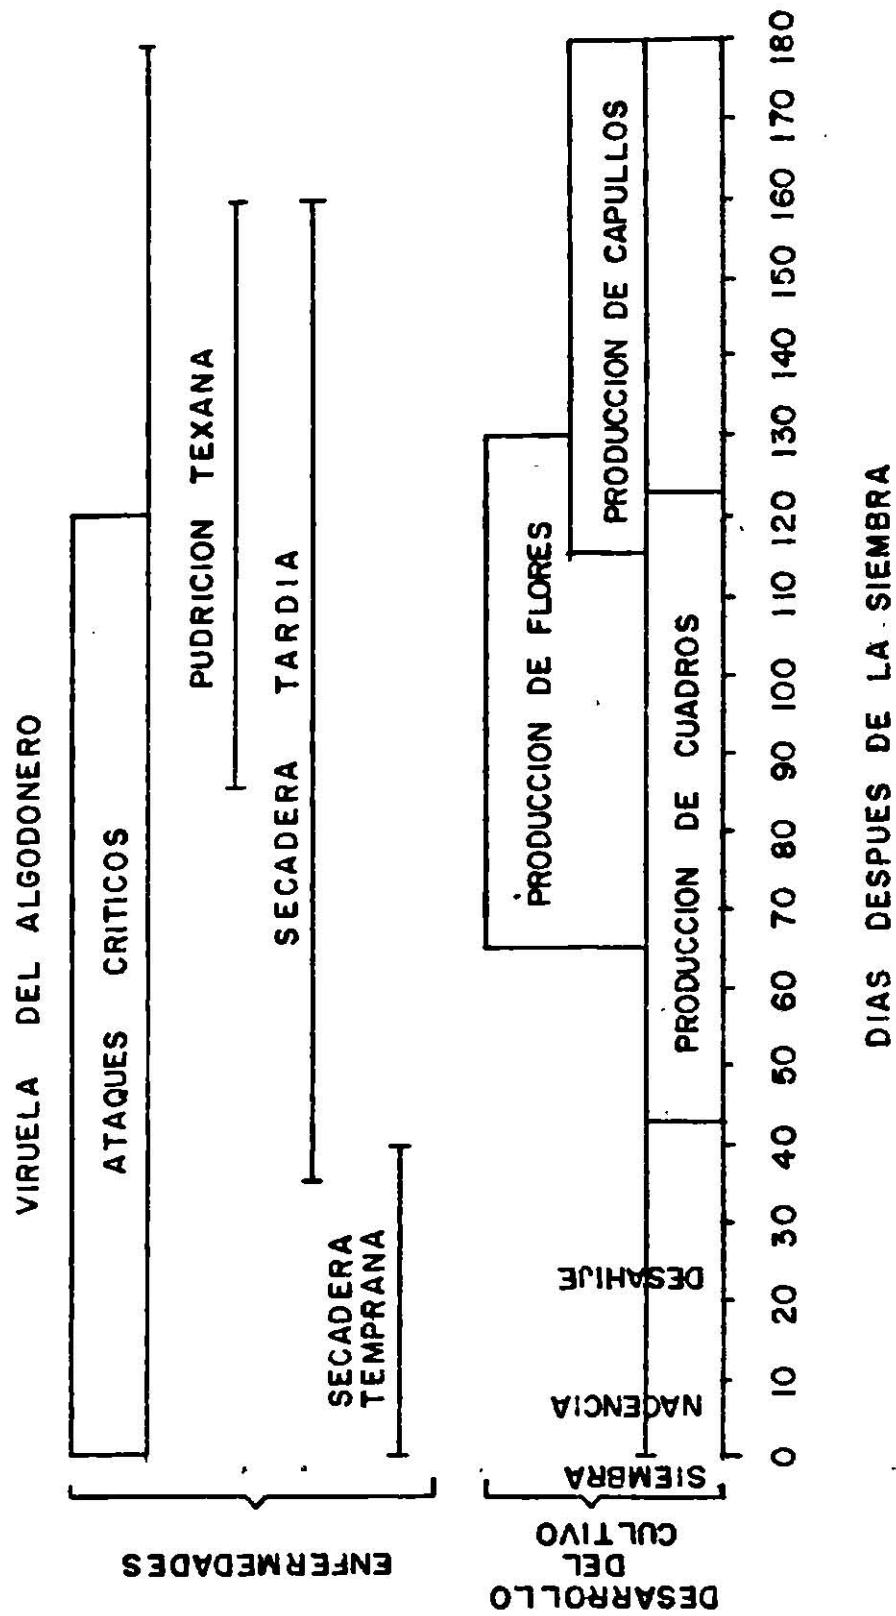 VIRUELA DEL ALGODONERO
ATAQUES CRITICOS
PUDRICION TEXANA
SECADERA TARDIA
SECADERA
TEMPRANA
ENFERMEDADES
PRODUCCION DE FLORES
PRODUCCION DE CAPULLOS
PRODUCCION DE CUADROS
SIEMBRA
NACENCIA
DESAHIJE
DESARROLLO
DEL
CULTIVO
0 10 20 30 40 50 60 70 80 90 100 110 120 130 140 150 160 170 180
DIAS DESPUES DE LA SIEMBRA